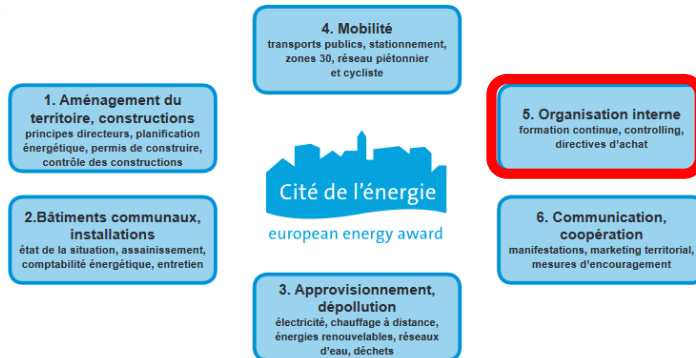 4. Mobilité
transports publics, stationnement,
zones 30, réseau piétonnier
et cycliste
1. Aménagement du
territoire, constructions
principes directeurs, planification
énergétique, permis de construire,
contrôle des constructions
5. Organisation interne
formation continue, controlling,
directives d'achat
Cité de l'énergie
european energy award
2.Bâtiments communaux,
installations
état de la situation, assainissement,
comptabilité énergétique, entretien
6. Communication,
coopération
manifestations, marketing territorial,
mesures d'encouragement
3. Approvisionnement,
dépollution
électricité, chauffage à distance,
énergies renouvelables, réseaux
d'eau, déchets